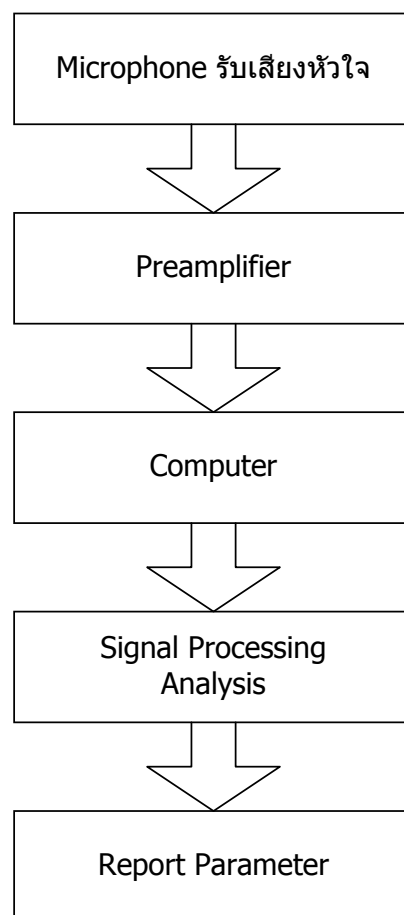 Microphone รับเสียงหัวใจ
Preamplifier
Computer
Signal Processing
Analysis
Report Parameter